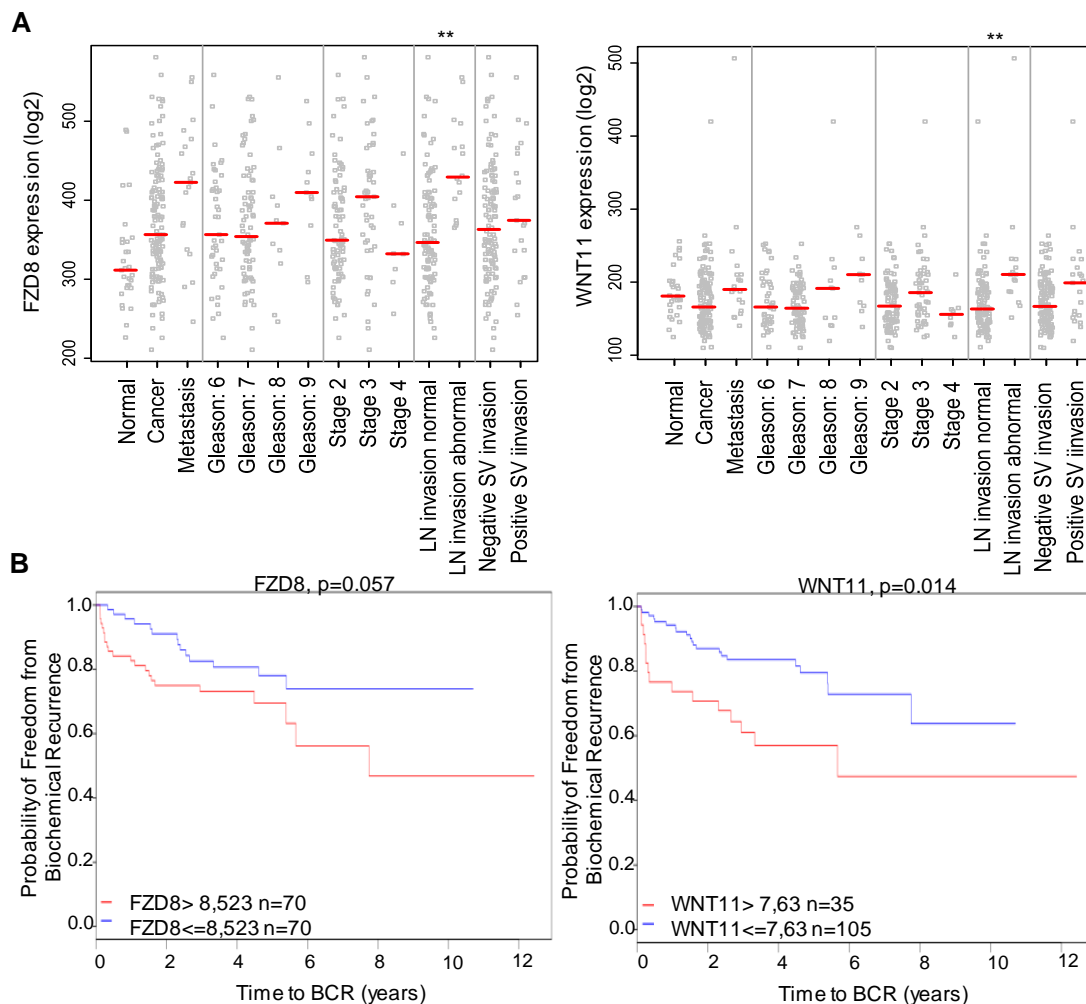 A
**
FZD8 expression (log2)
500
400
300
200
Normal
Cancer
Metastasis
Gleason: 6
Gleason: 7
Gleason: 8
Gleason: 9
Stage 2
Stage 3
Stage 4
LN invasion normal
LN invasion abnormal
Negative SV invasion
Positive SV iinvasion
**
WNT11 expression (log2)
500
400
300
200
100
Normal
Cancer
Metastasis
Gleason: 6
Gleason: 7
Gleason: 8
Gleason: 9
Stage 2
Stage 3
Stage 4
LN invasion normal
LN invasion abnormal
Negative SV invasion
Positive SV iinvasion
B
FZD8, p=0.057
Probability of Freedom from
Biochemical Recurrence
1.0
0.8
0.6
0.4
0.2
0.0
FZD8> 8,523 n=70
FZD8<=8,523 n=70
0 2 4 6 8 10 12
Time to BCR (years)
WNT11, p=0.014
Probability of Freedom from
Biochemical Recurrence
1.0
0.8
0.6
0.4
0.2
0.0
WNT11> 7,63 n=35
WNT11<=7,63 n=105
0 2 4 6 8 10 12
Time to BCR (years)